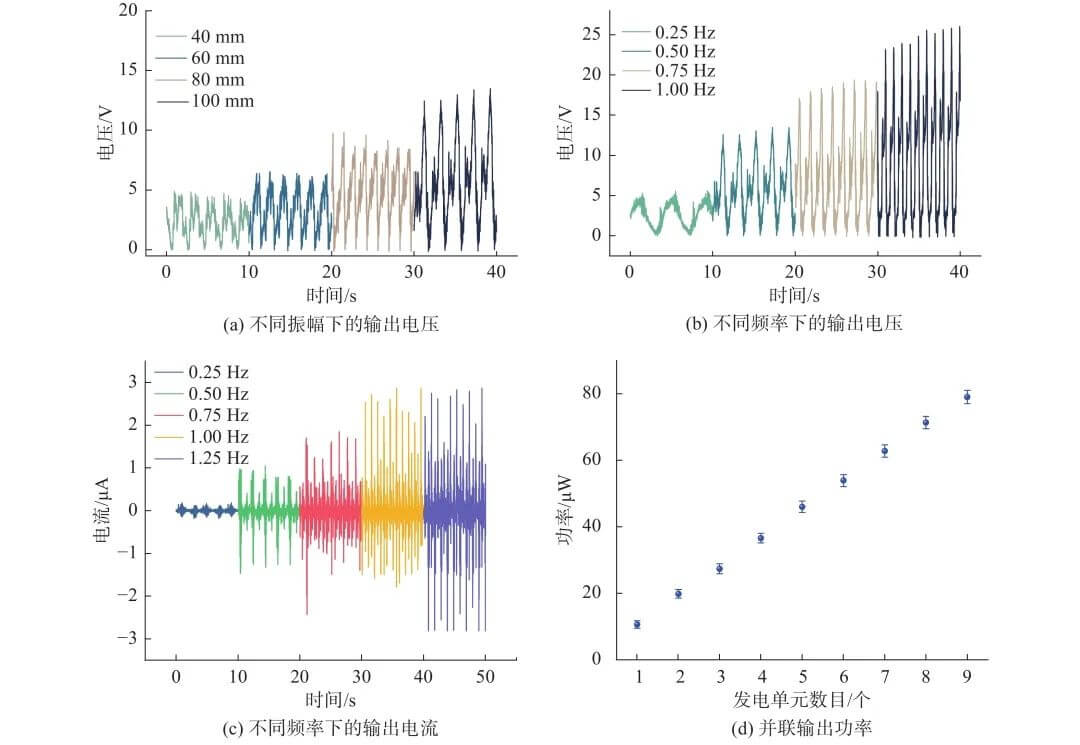 20
15
10
5
0
电压/V
40 mm
60 mm
80 mm
100 mm
0 10 20 30 40
时间/s
(a) 不同振幅下的输出电压
25
20
15
10
5
0
电压/V
0.25 Hz
0.50 Hz
0.75 Hz
1.00 Hz
0 10 20 30 40
时间/s
(b) 不同频率下的输出电压
3
2
1
0
−1
−2
−3
电流/μA
0.25 Hz
0.50 Hz
0.75 Hz
1.00 Hz
1.25 Hz
0 10 20 30 40 50
时间/s
(c) 不同频率下的输出电流
80
60
40
20
0
功率/μW
1 2 3 4 5 6 7 8 9
发电单元数目/个
(d) 并联输出功率